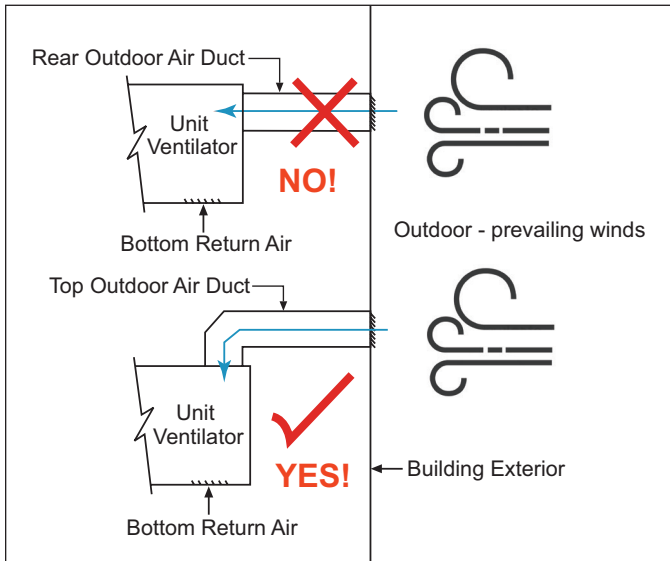 Rear Outdoor Air Duct
Unit
Ventilator
NO!
Bottom Return Air
Outdoor - prevailing winds
Top Outdoor Air Duct
Unit
Ventilator
YES!
Building Exterior
Bottom Return Air